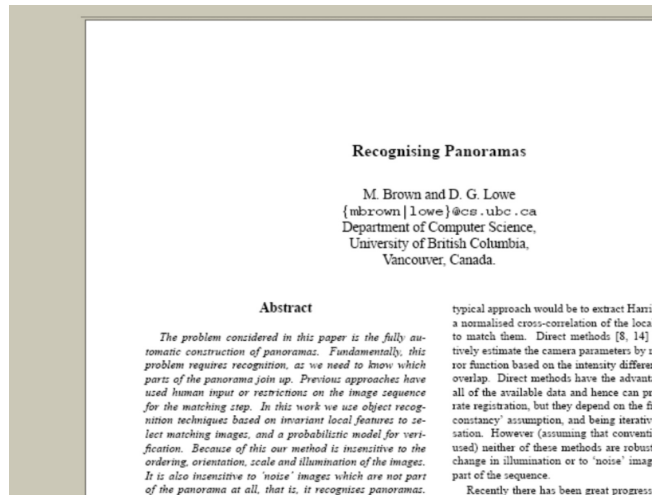 Recognising Panoramas
M. Brown and D. G. Lowe
{mbrown|lowe}@cs.ubc.ca
Department of Computer Science,
University of British Columbia,
Vancouver, Canada.
Abstract
The problem considered in this paper is the fully au-
tomatic construction of panoramas. Fundamentally, this
problem requires recognition, as we need to know which
parts of the panorama join up. Previous approaches have
used human input or restrictions on the image sequence
for the matching step. In this work we use object recog-
nition techniques based on invariant local features to se-
lect matching images, and a probabilistic model for veri-
fication. Because of this our method is insensitive to the
ordering, orientation, scale and illumination of the images.
It is also insensitive to 'noise' images which are not part
of the panorama at all, that is, it recognises panoramas.
typical approach would be to extract Harri
a normalised cross-correlation of the loca
to match them. Direct methods [8, 14]
tively estimate the camera parameters by
ror function based on the intensity differen
overlap. Direct methods have the advanta
all of the available data and hence can pr
rate registration, but they depend on the fi
constancy' assumption, and being iterativ
sation. However (assuming that conventi
used) neither of these methods are robust
change in illumination or to 'noise' imag
part of the sequence.
Recently there has been great progress